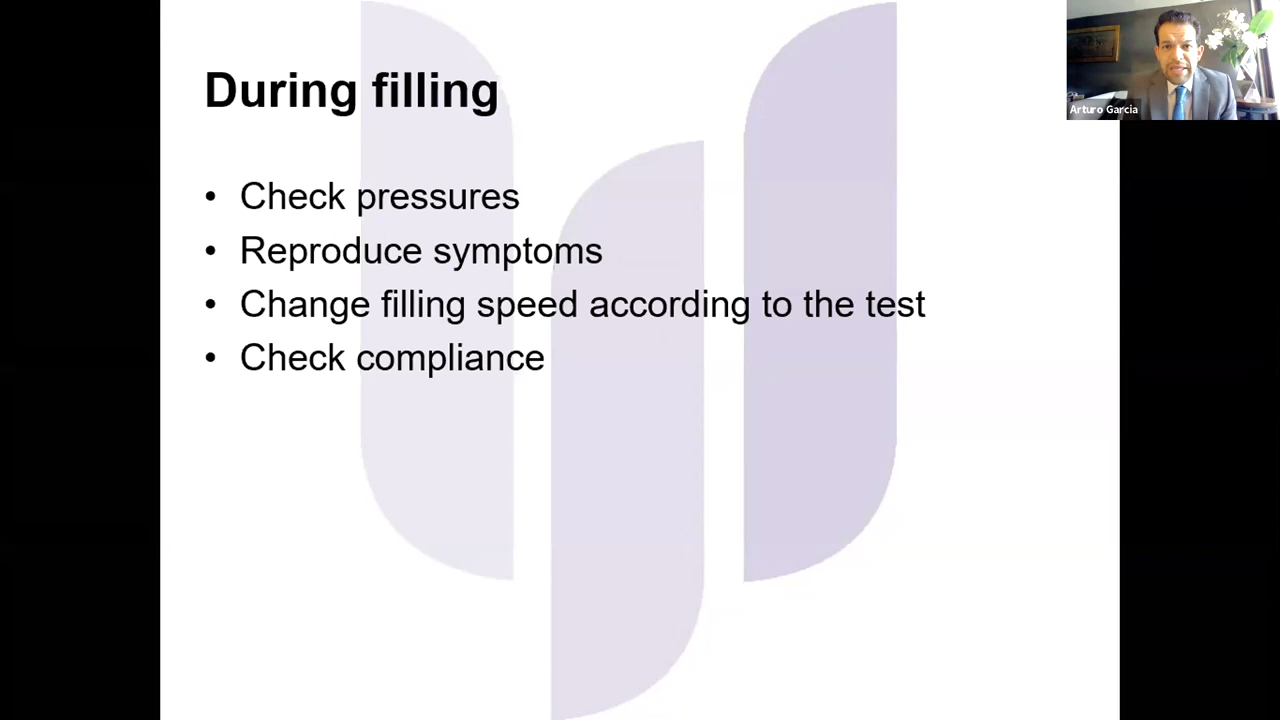 During filling
• Check pressures
• Reproduce symptoms
• Change filling speed according to the test
• Check compliance
Arturo Garcia